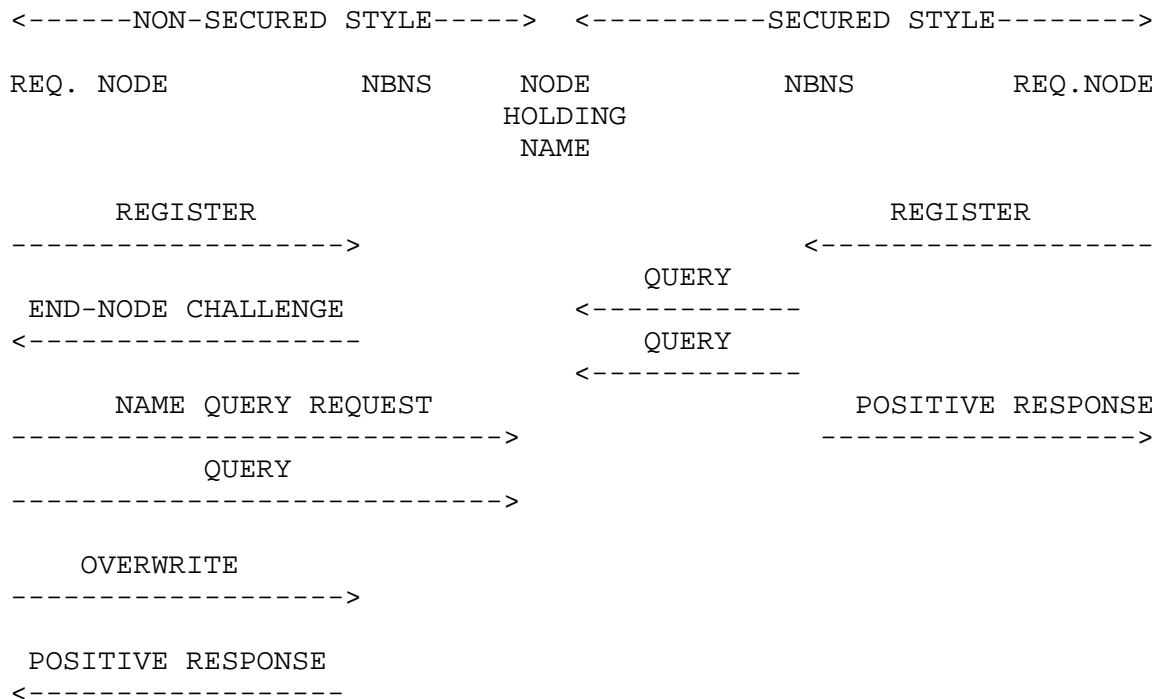 <------NON-SECURED STYLE-----> <----------SECURED STYLE-------->
REQ. NODE NBNS NODE NBNS REQ.NODE
HOLDING
NAME
REGISTER REGISTER
-------------------> <-------------------
QUERY
END-NODE CHALLENGE <------------
<------------------- QUERY
<------------
NAME QUERY REQUEST POSITIVE RESPONSE
----------------------------> ------------------>
QUERY
---------------------------->
OVERWRITE
------------------->
POSITIVE RESPONSE
<------------------